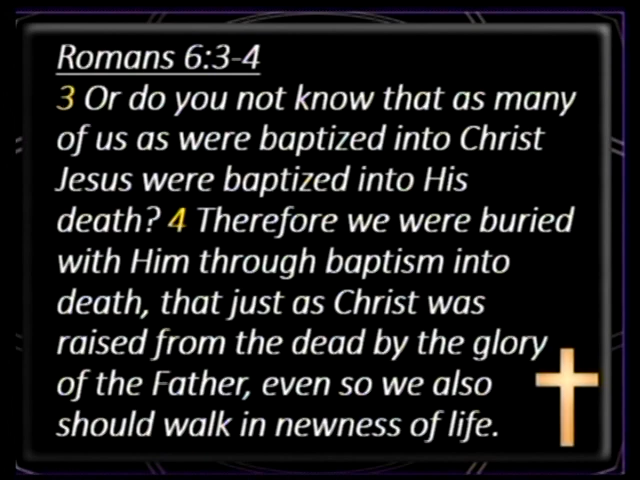 Romans 6:3-4
3 Or do you not know that as many
of us as were baptized into Christ
Jesus were baptized into His
death? 4 Therefore we were buried
with Him through baptism into
death, that just as Christ was
raised from the dead by the glory
of the Father, even so we also
should walk in newness of life.